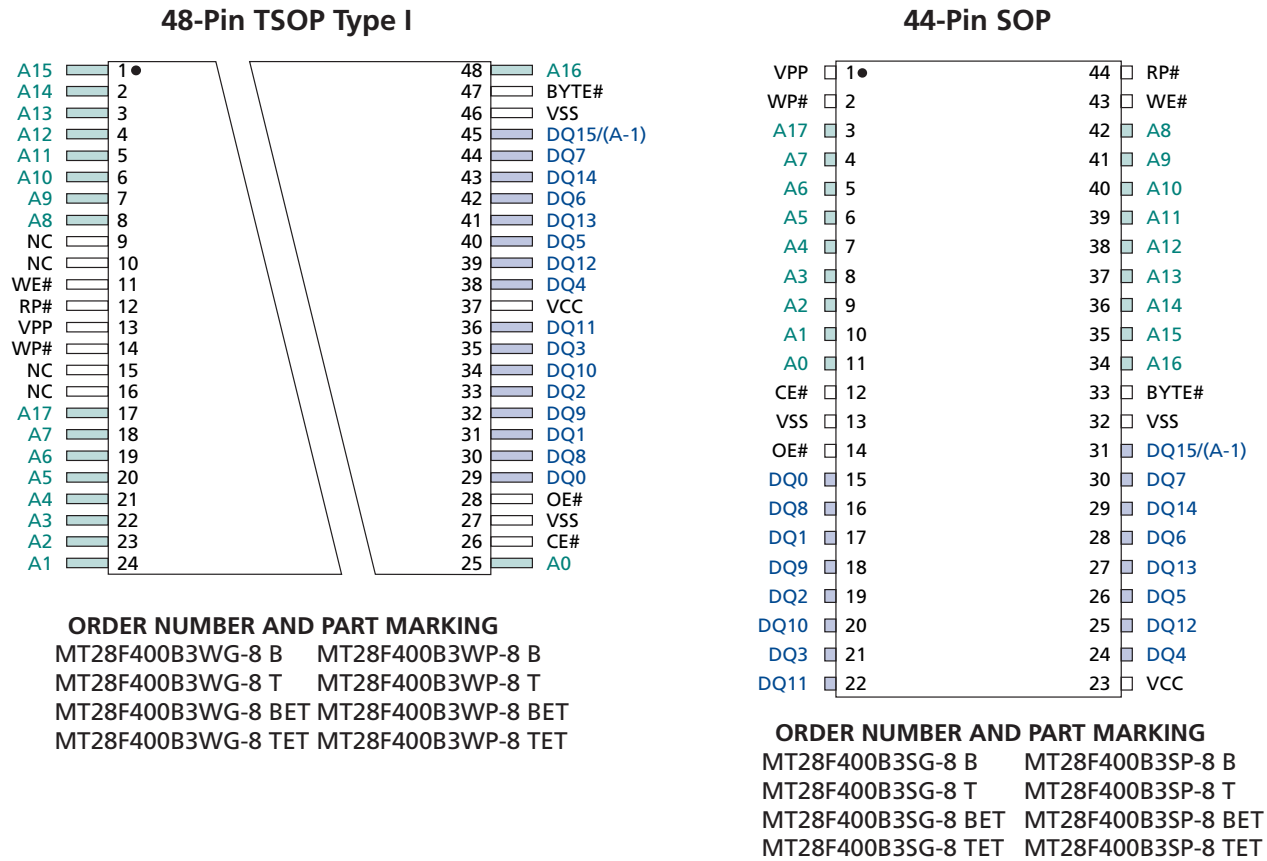 48-Pin TSOP Type I
A15 1 48 A16
A14 2 47 BYTE#
A13 3 46 VSS
A12 4 45 DQ15/(A-1)
A11 5 44 DQ7
A10 6 43 DQ14
A9 7 42 DQ6
A8 8 41 DQ13
NC 9 40 DQ5
NC 10 39 DQ12
WE# 11 38 DQ4
RP# 12 37 VCC
VPP 13 36 DQ11
WP# 14 35 DQ3
NC 15 34 DQ10
NC 16 33 DQ2
A17 17 32 DQ9
A7 18 31 DQ1
A6 19 30 DQ8
A5 20 29 DQ0
A4 21 28 OE#
A3 22 27 VSS
A2 23 26 CE#
A1 24 25 A0
ORDER NUMBER AND PART MARKING
MT28F400B3WG-8 B MT28F400B3WP-8 B
MT28F400B3WG-8 T MT28F400B3WP-8 T
MT28F400B3WG-8 BET MT28F400B3WP-8 BET
MT28F400B3WG-8 TET MT28F400B3WP-8 TET
44-Pin SOP
VPP 1 44 RP#
WP# 2 43 WE#
A17 3 42 A8
A7 4 41 A9
A6 5 40 A10
A5 6 39 A11
A4 7 38 A12
A3 8 37 A13
A2 9 36 A14
A1 10 35 A15
A0 11 34 A16
CE# 12 33 BYTE#
VSS 13 32 VSS
OE# 14 31 DQ15/(A-1)
DQ0 15 30 DQ7
DQ8 16 29 DQ14
DQ1 17 28 DQ6
DQ9 18 27 DQ13
DQ2 19 26 DQ5
DQ10 20 25 DQ12
DQ3 21 24 DQ4
DQ11 22 23 VCC
ORDER NUMBER AND PART MARKING
MT28F400B3SG-8 B MT28F400B3SP-8 B
MT28F400B3SG-8 T MT28F400B3SP-8 T
MT28F400B3SG-8 BET MT28F400B3SP-8 BET
MT28F400B3SG-8 TET MT28F400B3SP-8 TET